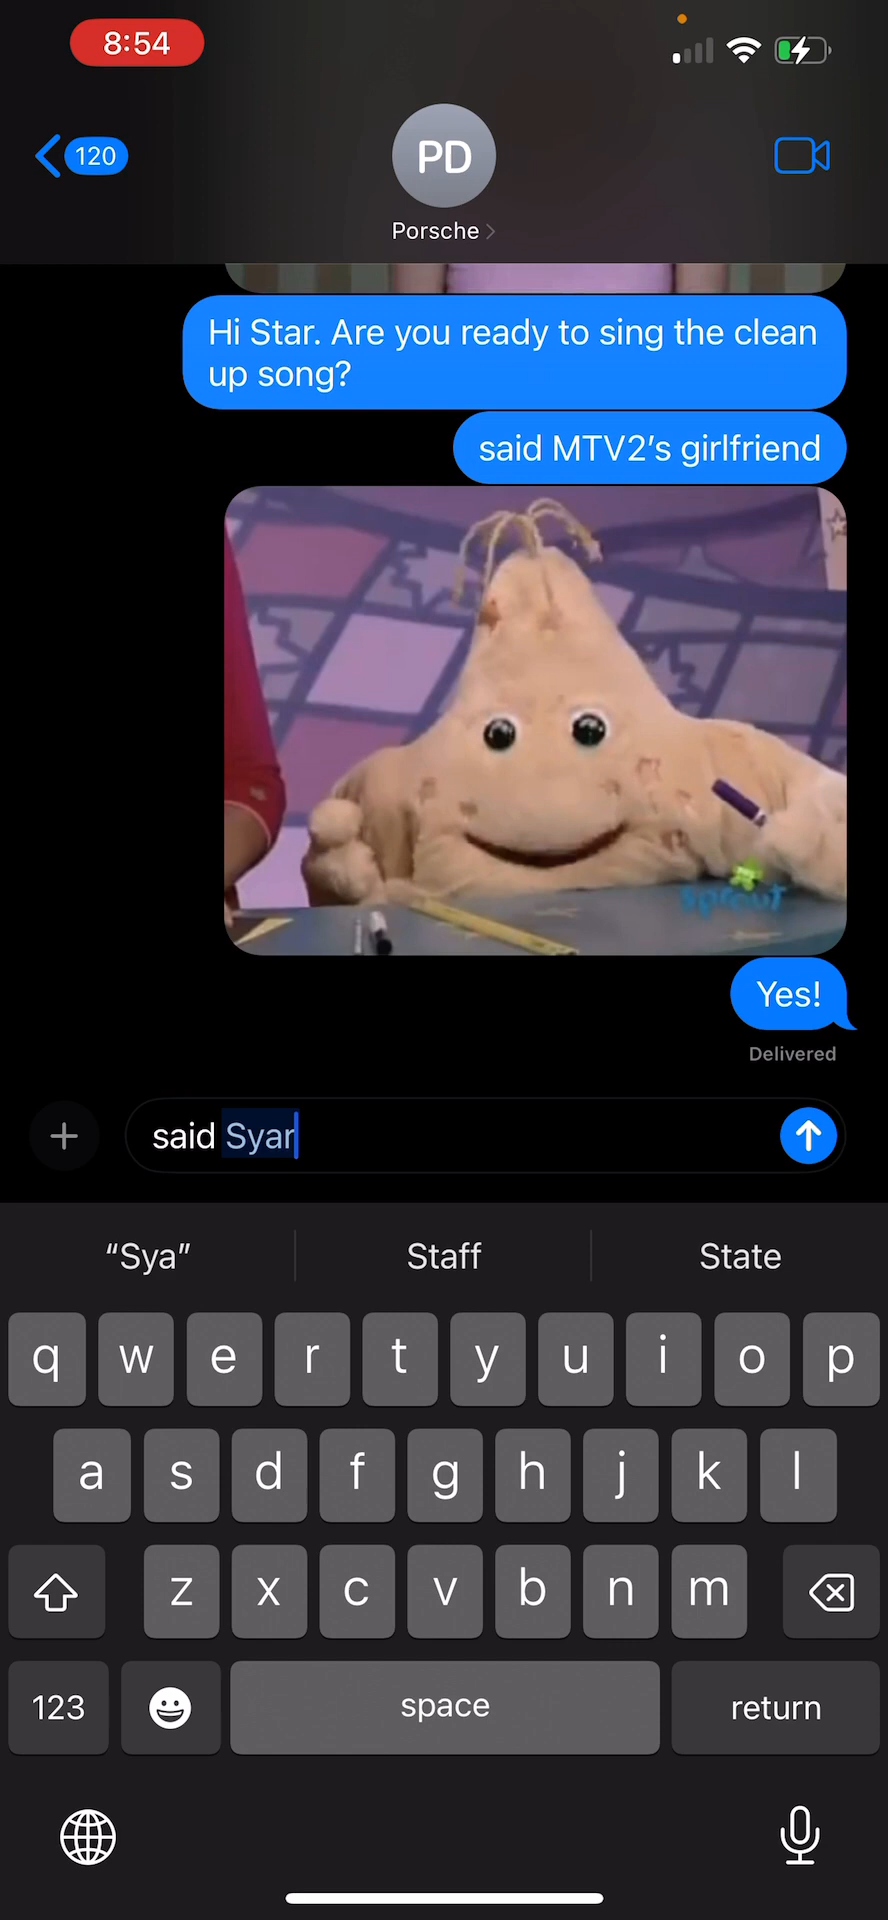 8:54
120
PD
Porsche
Hi Star. Are you ready to sing the clean
up song?
said MTV2’s girlfriend
sprout
Yes!
Delivered
said Syar
“Sya” Staff State
q w e r t y u i o p
a s d f g h j k l
z x c v b n m
123 space return